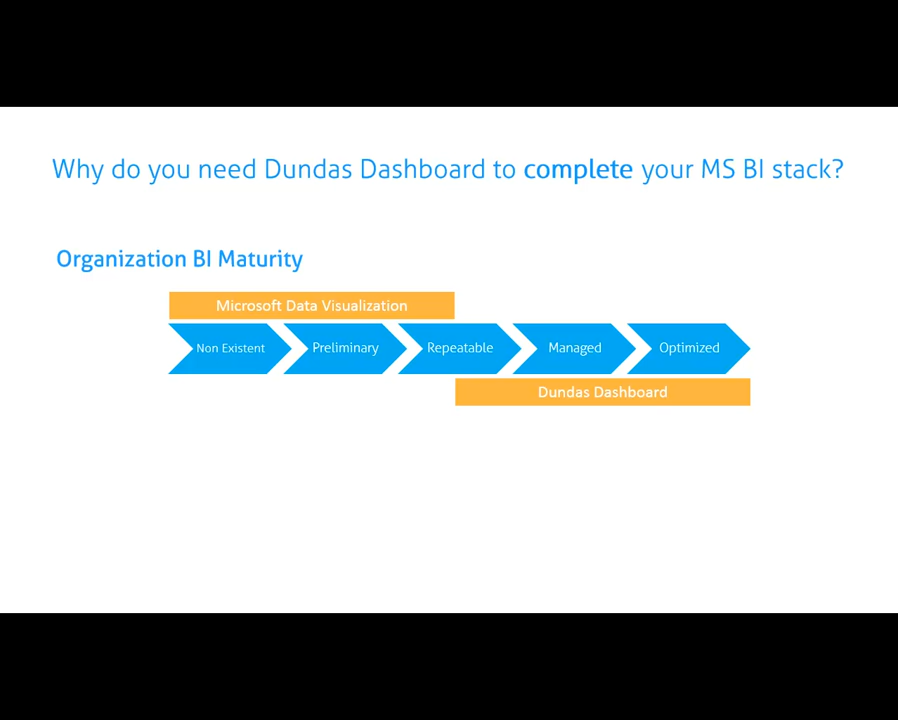 Why do you need Dundas Dashboard to complete your MS BI stack?
Organization BI Maturity
Microsoft Data Visualization
Non Existent Preliminary Repeatable Managed Optimized
Dundas Dashboard